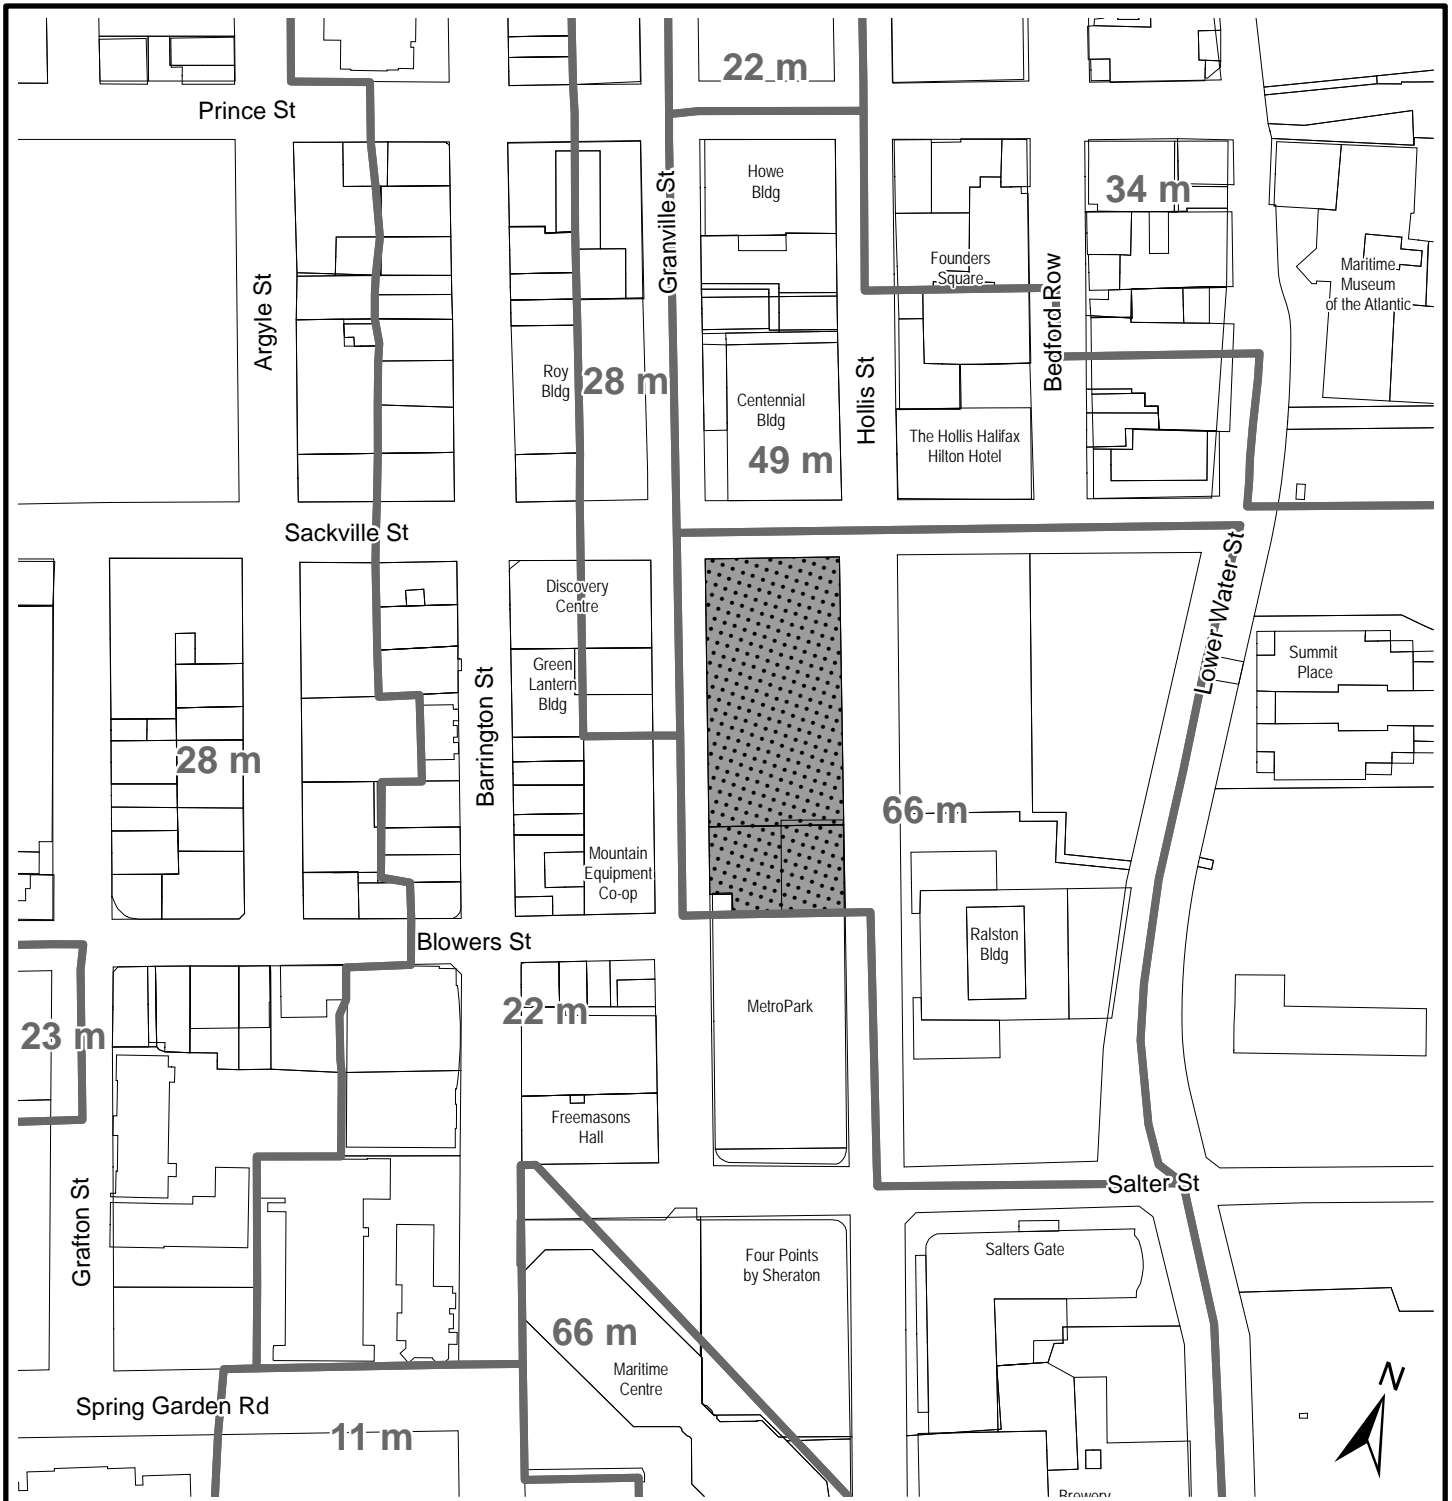 22 m
Prince St
Howe
Bldg
34 m
Granville St
Founders
Square
Maritime
Museum
of the Atlantic
Argyle St
Bedford Row
Roy
Bldg
28 m
Centennial
Bldg
Hollis St
49 m
The Hollis Halifax
Hilton Hotel
Sackville St
Lower Water St
Discovery
Centre
Green
Lantern
Bldg
Summit
Place
Barrington St
28 m
66 m
Mountain
Equipment
Co-op
Blowers St
Ralston
Bldg
22 m
MetroPark
23 m
Freemasons
Hall
Grafton St
Salter St
Four Points
by Sheraton
Salters Gate
66 m
Maritime
Centre
N
Spring Garden Rd
11 m
Brewery